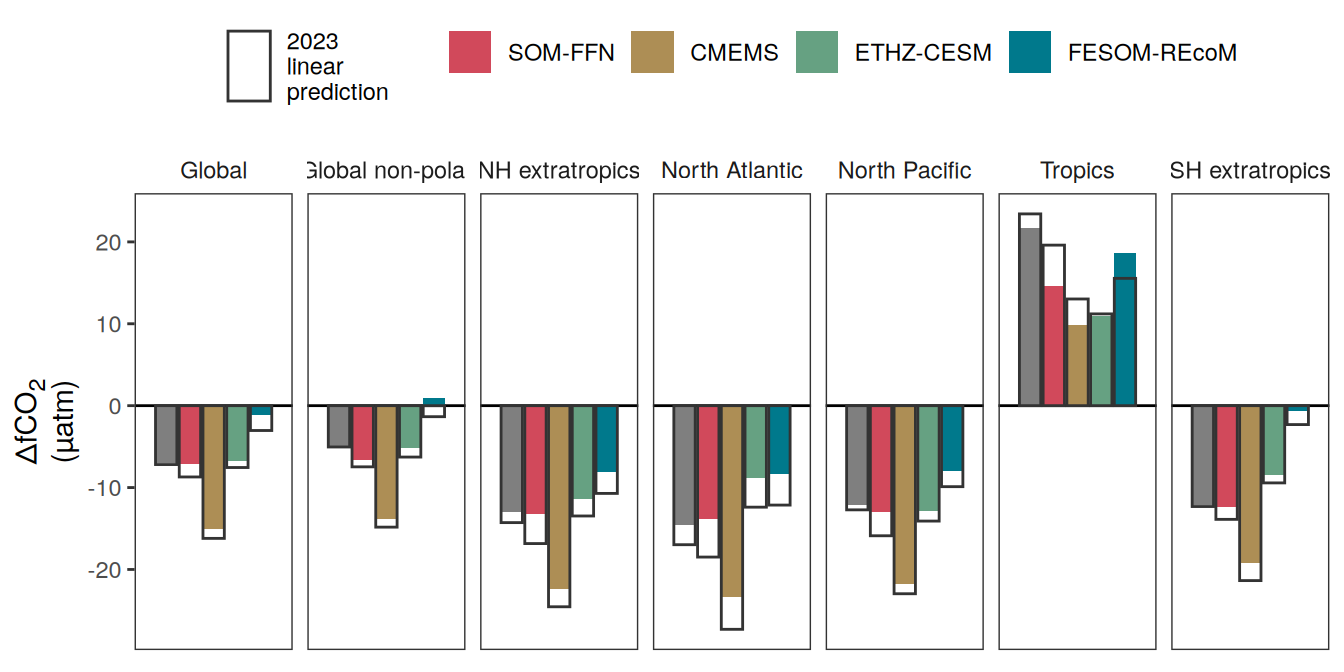 2023
linear
prediction
SOM-FFN
CMEMS
ETHZ-CESM
FESOM-REcoM
Global
Global non-pola
NH extratropics
North Atlantic
North Pacific
Tropics
SH extratropics
ΔfCO₂
(µatm)
20
10
0
-10
-20